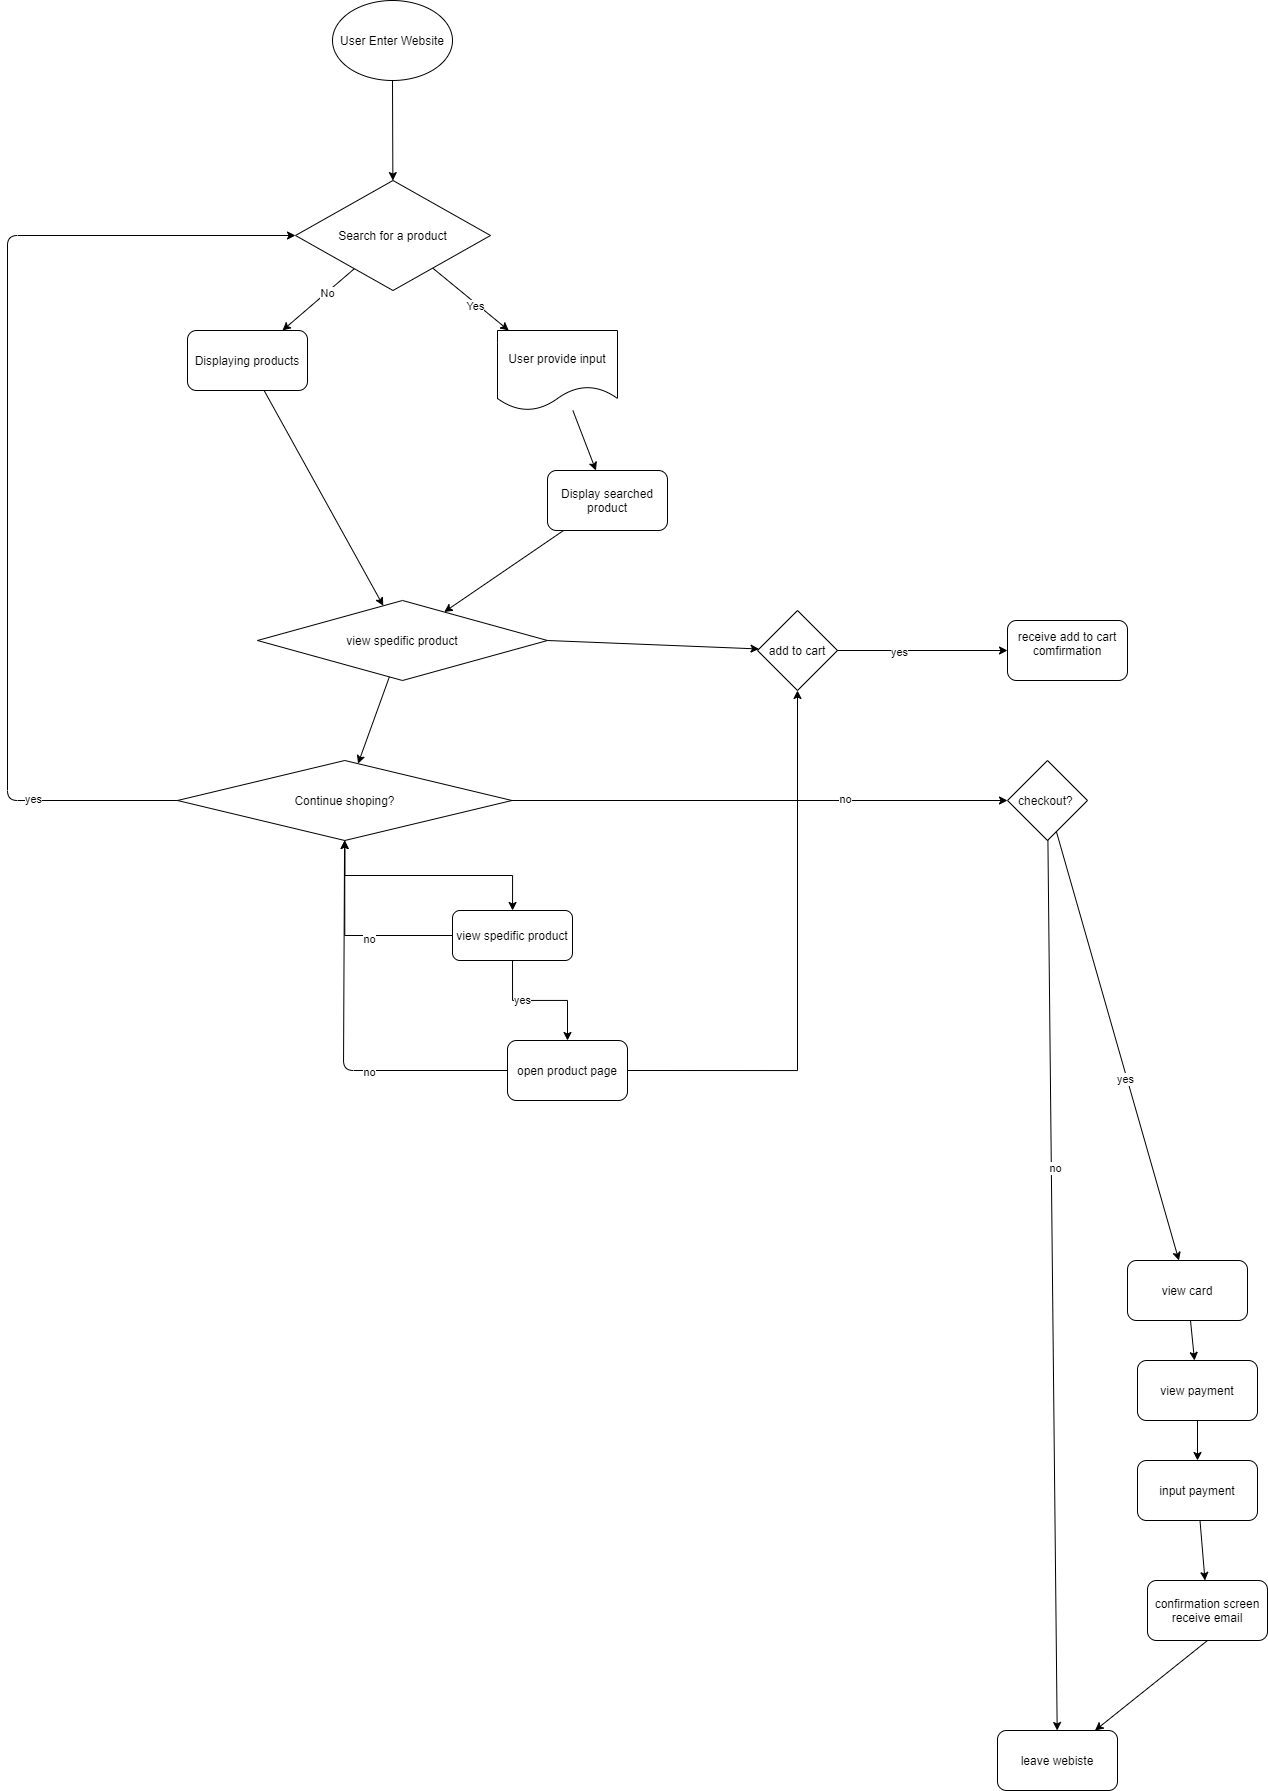 User Enter Website
Search for a product
No
Yes
Displaying products
User provide input
Display searched
product
view spedific product
add to cart
yes
receive add to cart
comfirmation
yes
Continue shoping?
no
checkout?
view spedific product
no
yes
open product page
no
yes
no
view card
view payment
input payment
confirmation screen
receive email
leave webiste